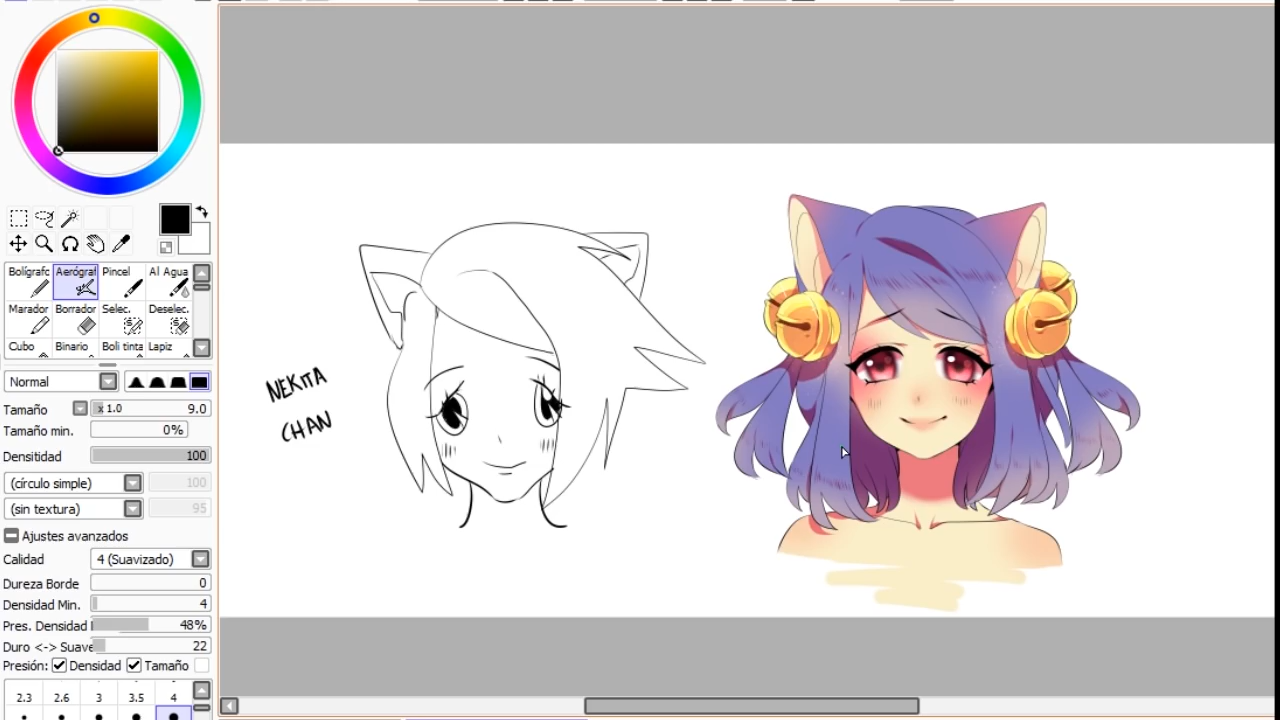 Bolígrafc Aerógraf Pincel Al Agua
Marador Borrador Selec. Deselec.
Cubo Binario Boli tinta Lapiz
Normal
Tamaño x 1.0 9.0
Tamaño min. 0%
Densitidad 100
(círculo simple) 100
(sin textura) 95
Ajustes avanzados
Calidad 4 (Suavizado)
Dureza Borde 0
Densidad Min. 4
Pres. Densidad 48%
Duro <-> Suave 22
Presión: Densidad Tamaño
2.3 2.6 3 3.5 4
NEKITA
CHAN